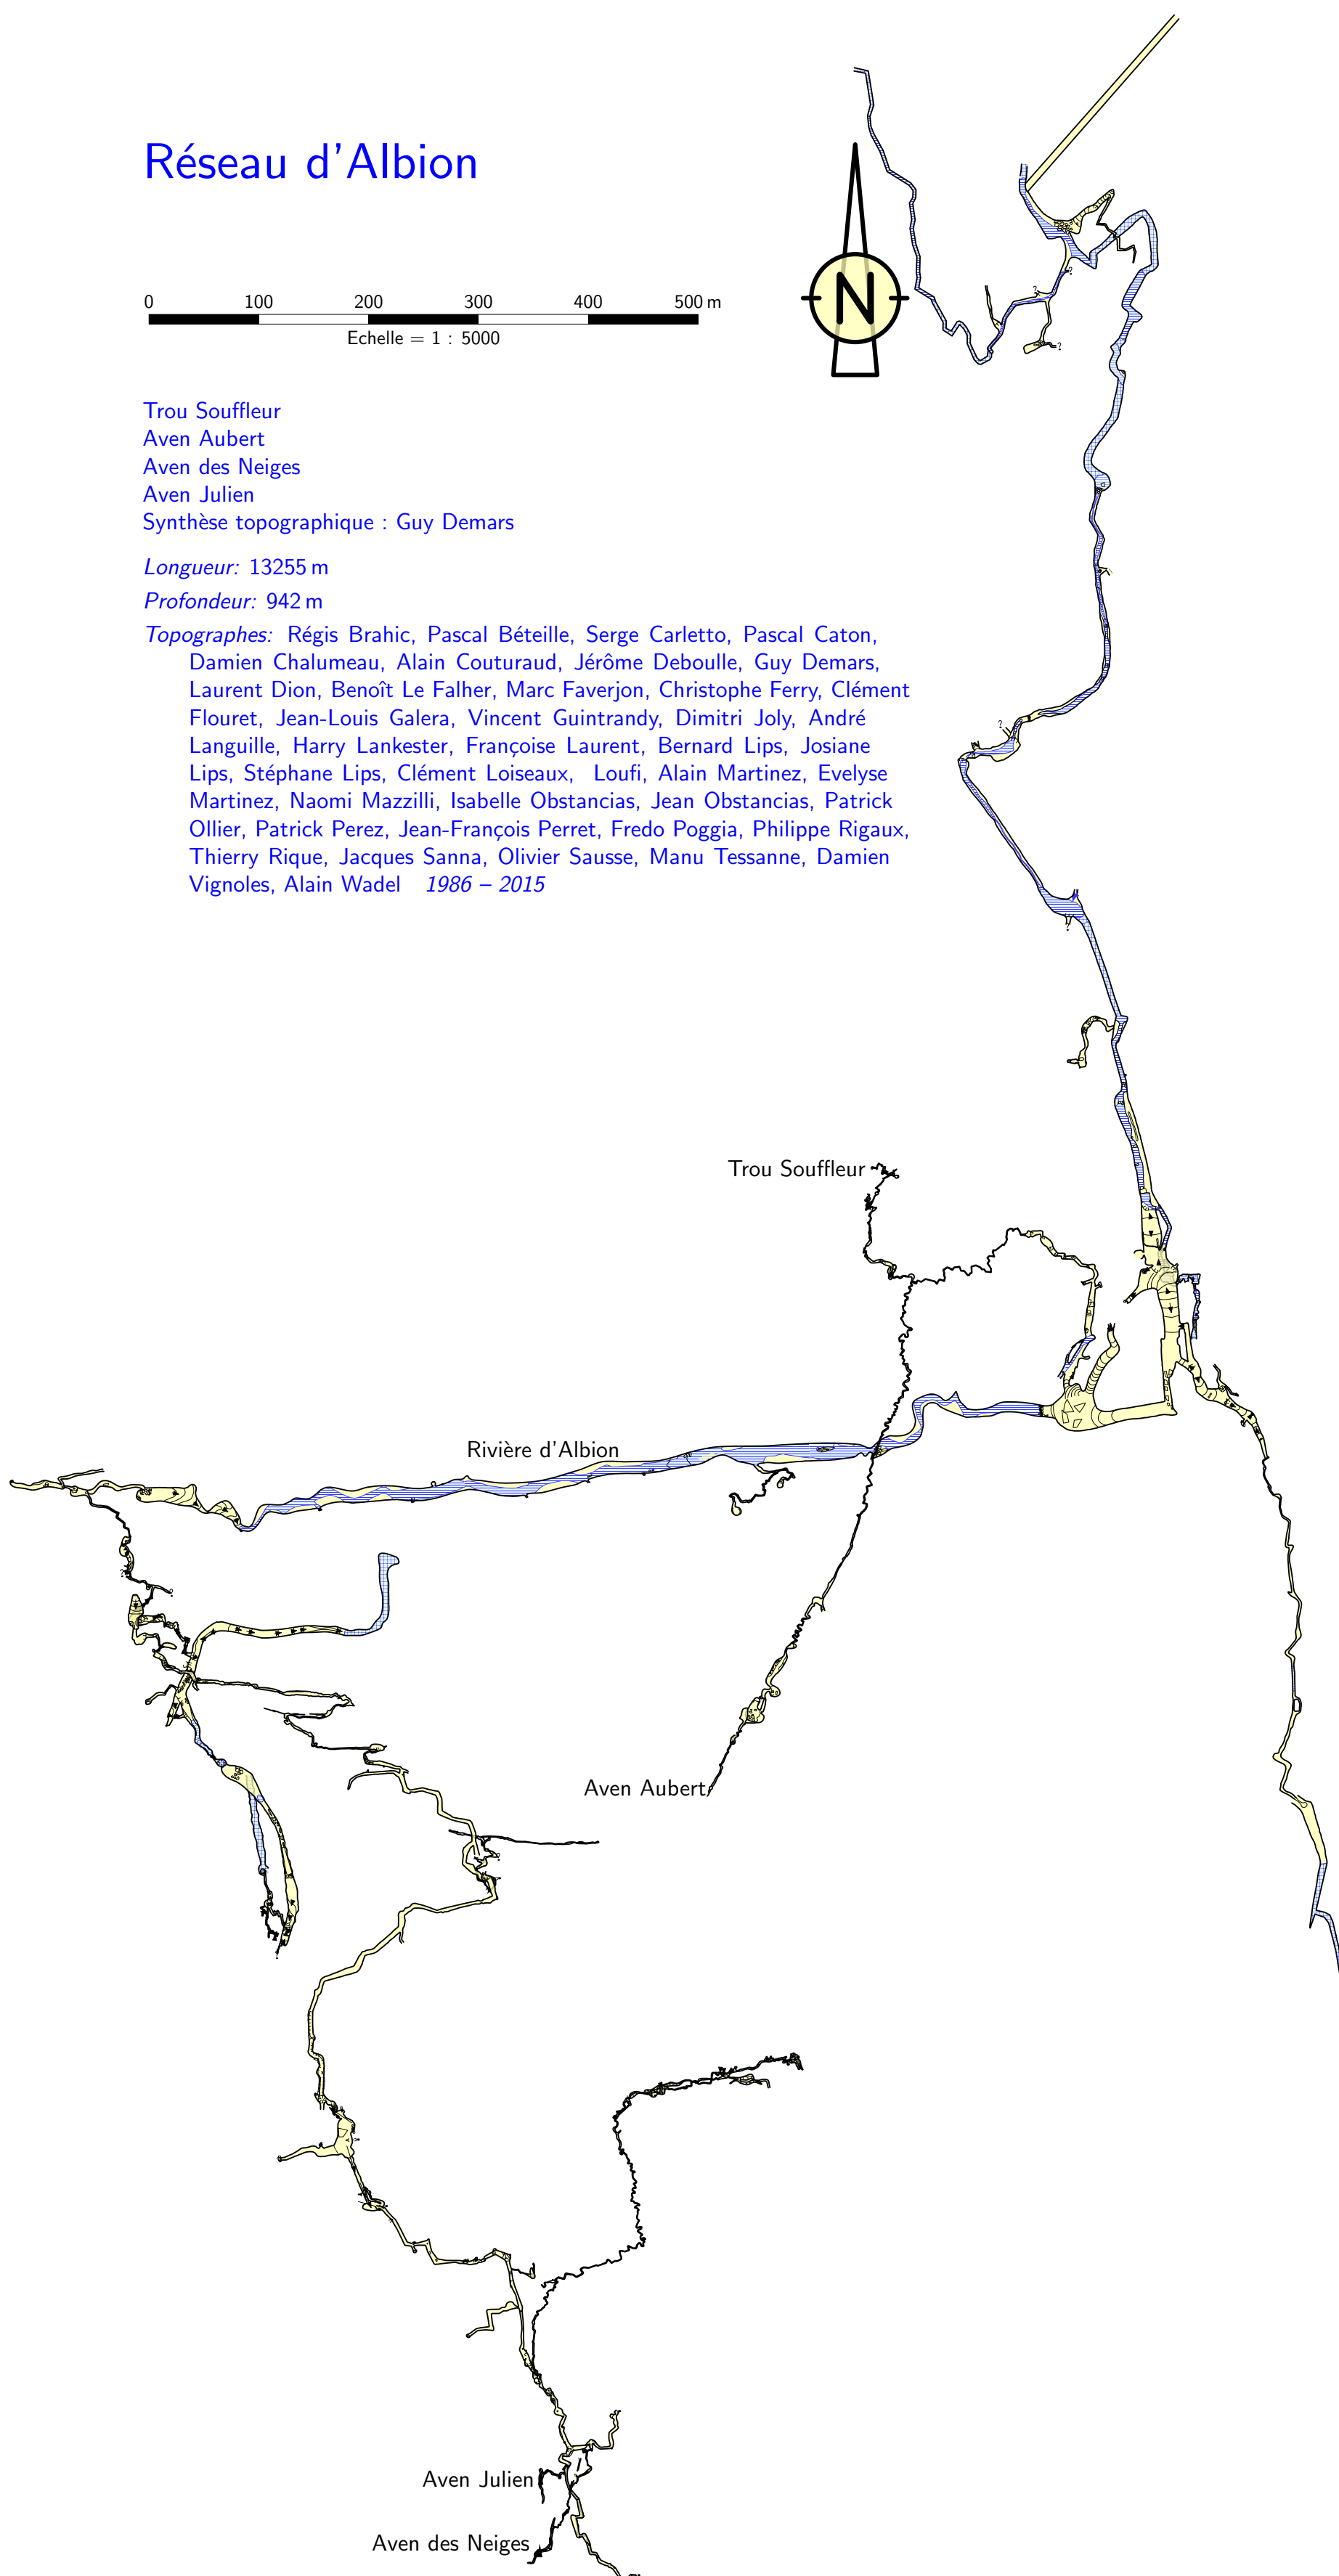 Réseau d'Albion
N
0 100 200 300 400 500 m
Echelle = 1 : 5000
Trou Souffleur
Aven Aubert
Aven des Neiges
Aven Julien
Synthèse topographique : Guy Demars
Longueur: 13255 m
Profondeur: 942 m
Topographes: Régis Brahic, Pascal Béteille, Serge Carletto, Pascal Caton,
Damien Chalumeau, Alain Couturaud, Jérôme Deboulle, Guy Demars,
Laurent Dion, Benoît Le Falher, Marc Faverjon, Christophe Ferry, Clément
Flouret, Jean-Louis Galera, Vincent Guintrandy, Dimitri Joly, André
Languille, Harry Lankester, Françoise Laurent, Bernard Lips, Josiane
Lips, Stéphane Lips, Clément Loiseaux, Loufi, Alain Martinez, Evelyse
Martinez, Naomi Mazzilli, Isabelle Obstancias, Jean Obstancias, Patrick
Ollier, Patrick Perez, Jean-François Perret, Fredo Poggia, Philippe Rigaux,
Thierry Rique, Jacques Sanna, Olivier Sausse, Manu Tessanne, Damien
Vignoles, Alain Wadel 1986 – 2015
Trou Souffleur
Rivière d'Albion
Aven Aubert
Aven Julien
Aven des Neiges